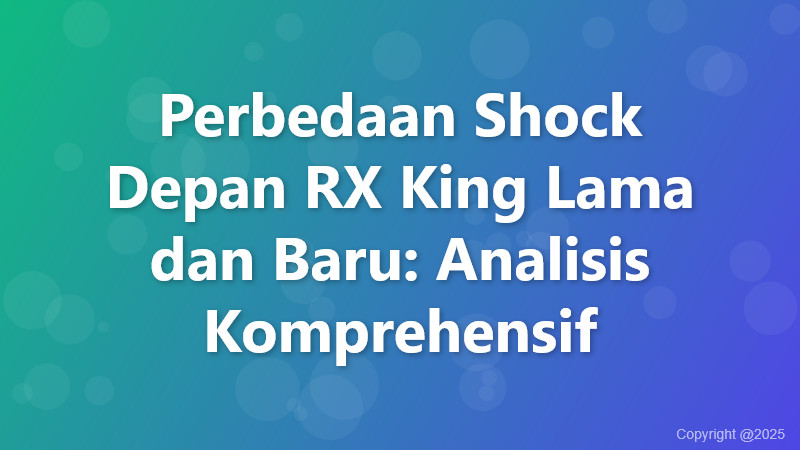 Perbedaan Shock
Depan RX King Lama
dan Baru: Analisis
Komprehensif
Copyright @2025